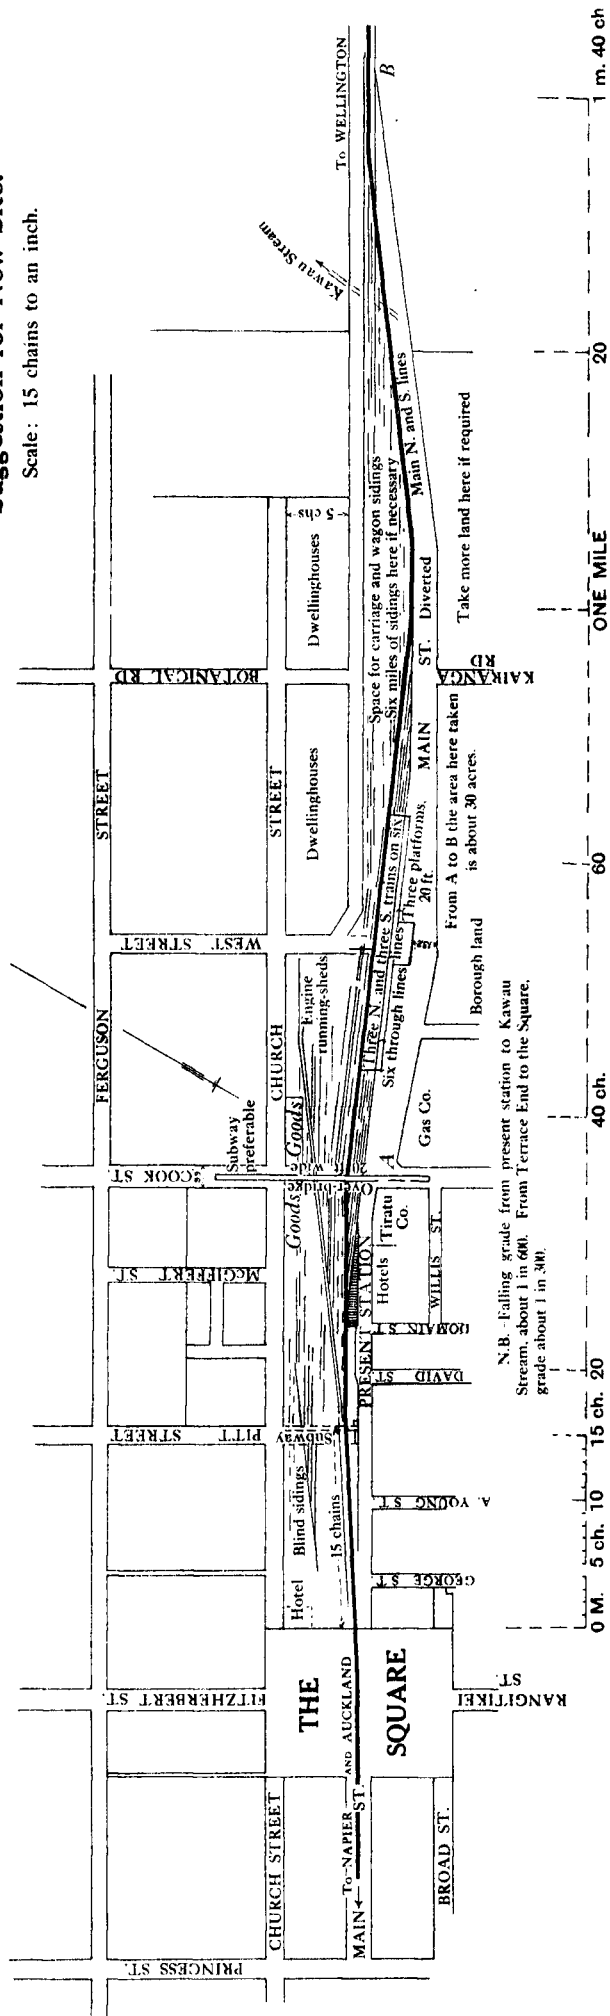 Suggestion for New Site.
Scale: 15 chains to an inch.
PRINCESS ST.
CHURCH STREET
MAIN ST.
To NAPIER AND AUCKLAND
BROAD ST.
FITZHERBERT ST.
THE
SQUARE
RANGITIKEI
ST.
Hotel
Blind sidings
15 chains
GEORGE ST
A. YOUNG ST.
PITT STREET
Subway
DAVID ST
DOMAIN ST
McGIFFERT
ST.
PRESENT STATION
Hotels
Tiratu
Co.
WILLIS ST.
COOK ST.
Goods
Over-bridge
20 ft. wide
Subway
preferable
Goods
A
Gas Co.
FERGUSON STREET
CHURCH STREET
Engine
running-sheds
WEST STREET
Three N. and three S. trains on six
lines
Six through lines
Three platforms,
20 ft.
Borough land
From A to B the area here taken
is about 30 acres.
Dwellinghouses
BOTANICAL RD
KAIRANGA
RD
MAIN ST. Diverted
Dwellinghouses
5 chs
Space for carriage and wagon sidings
Six miles of sidings here if necessary
Main N. and S. lines
Take more land here if required
Kawau Stream
To WELLINGTON
B
N.B.-Falling grade from present station to Kawau
Stream, about 1 in 600. From Terrace End to the Square,
grade about 1 in 300.
0 M. 5 ch. 10 15 ch. 20 40 ch. 60 ONE MILE 20 1 m. 40 ch